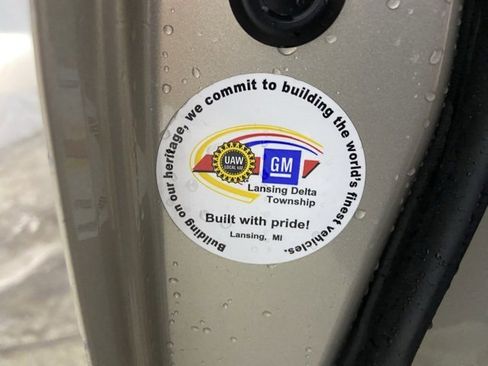 Building on our heritage, we commit to building the world's finest vehicles.
UAW
GM
Lansing Delta
Township
Built with pride!
Lansing, MI